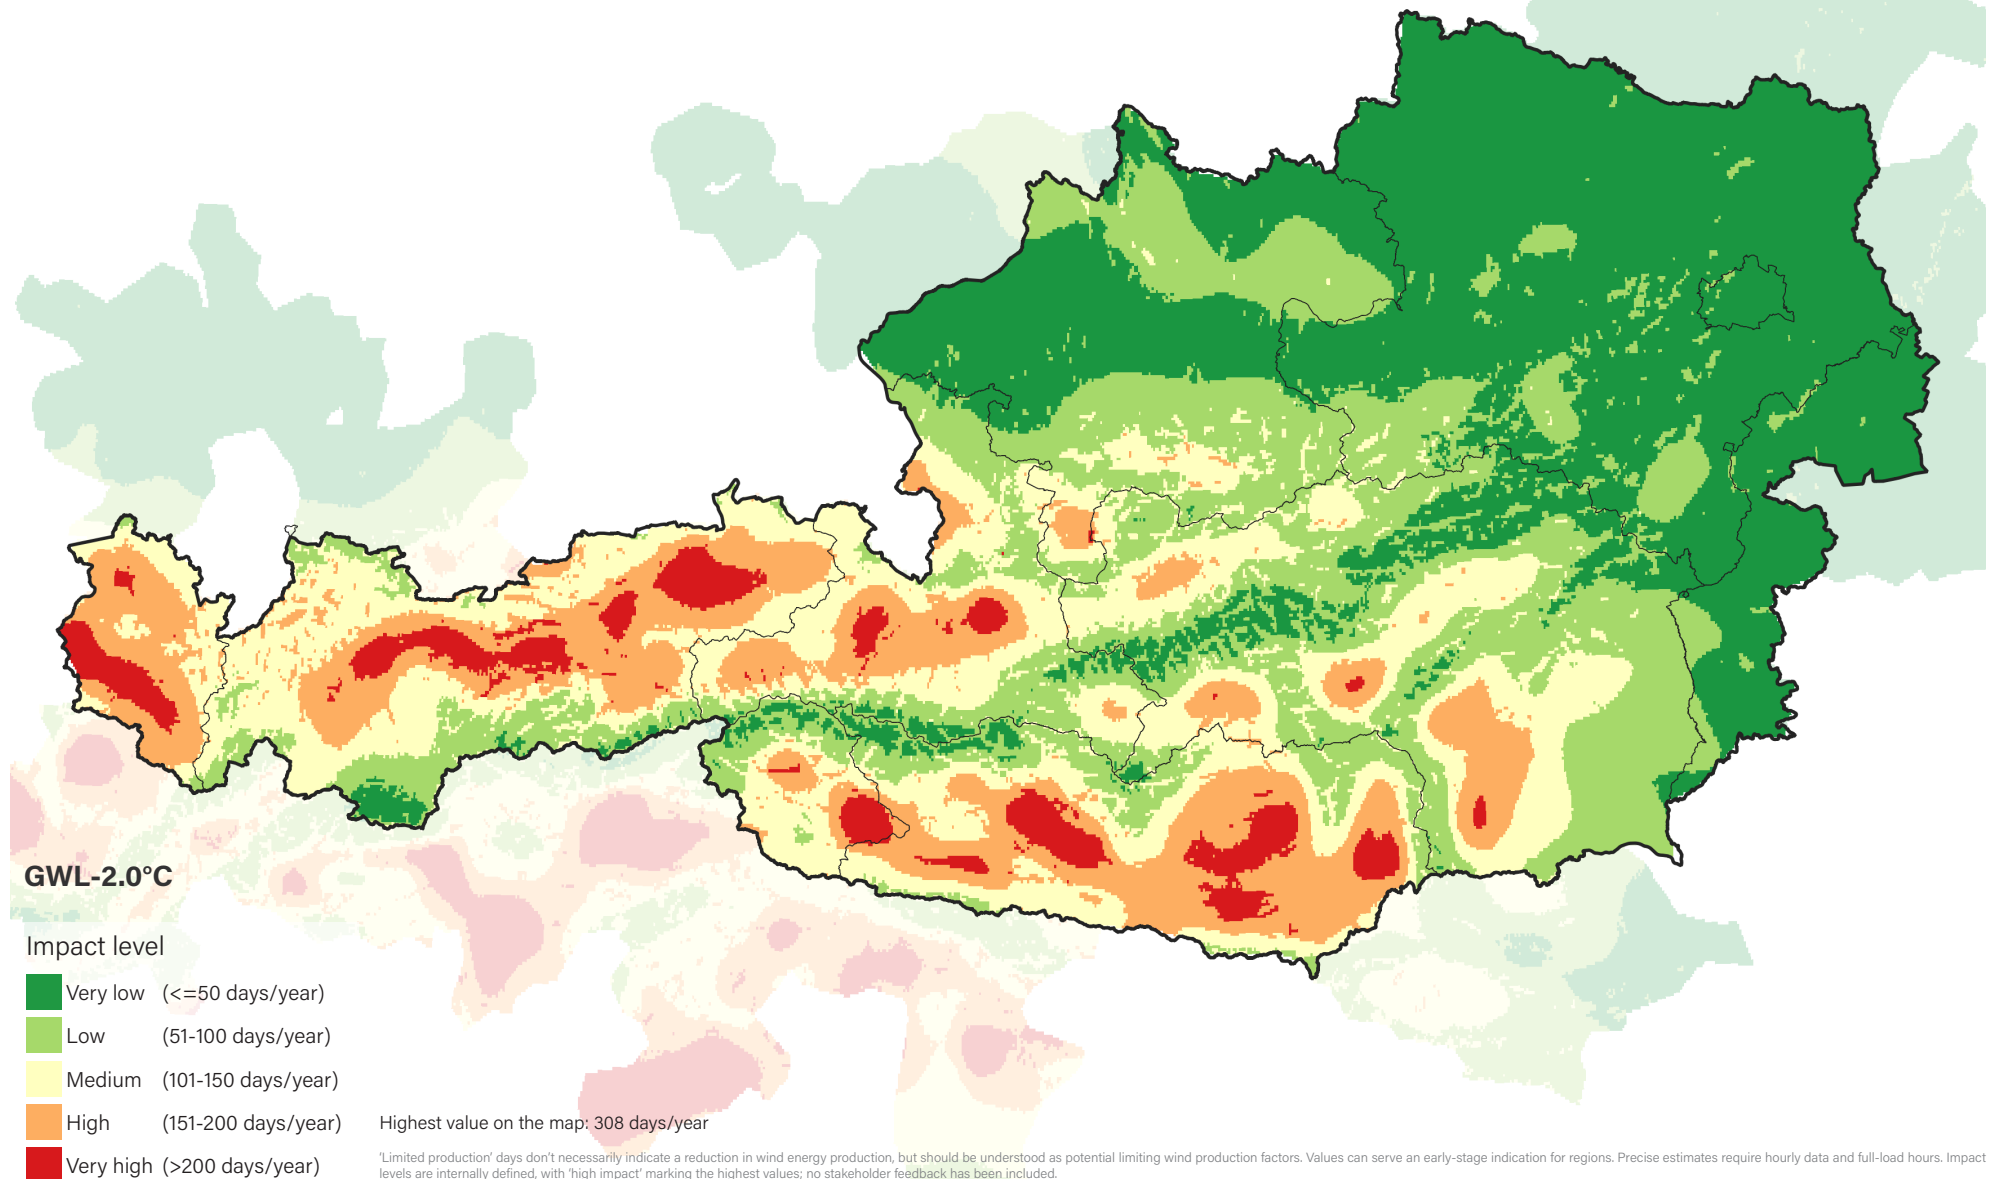 GWL-2.0°C
Impact level
Very low (<=50 days/year)
Low (51-100 days/year)
Medium (101-150 days/year)
High (151-200 days/year)
Very high (>200 days/year)
Highest value on the map: 308 days/year
'Limited production' days don't necessarily indicate a reduction in wind energy production, but should be understood as potential limiting wind production factors. Values can serve an early-stage indication for regions. Precise estimates require hourly data and full-load hours. Impact
levels are internally defined, with 'high impact' marking the highest values; no stakeholder feedback has been included.